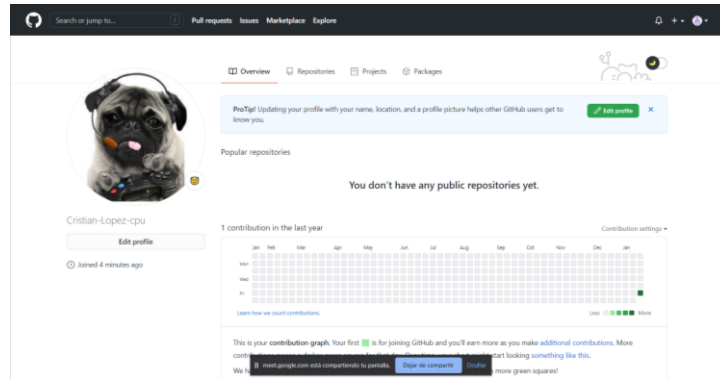 Search or jump to...
/
Pull requests Issues Marketplace Explore
Overview Repositories Projects Packages
ProTip! Updating your profile with your name, location, and a profile picture helps other GitHub users get to
know you.
Edit profile
Popular repositories
You don't have any public repositories yet.
Cristian-Lopez-cpu
Edit profile
Joined 4 minutes ago
1 contribution in the last year
Contribution settings
Jan Feb Mar Apr May Jun Jul Aug Sep Oct Nov Dec Jan
Mon
Wed
Fri
Learn how we count contributions.
Less More
This is your contribution graph. Your first is for joining GitHub and you'll earn more as you make additional contributions. More
start looking something like this.
more green squares!
meet.google.com está compartiendo tu pantalla.
Dejar de compartir
Ocultar